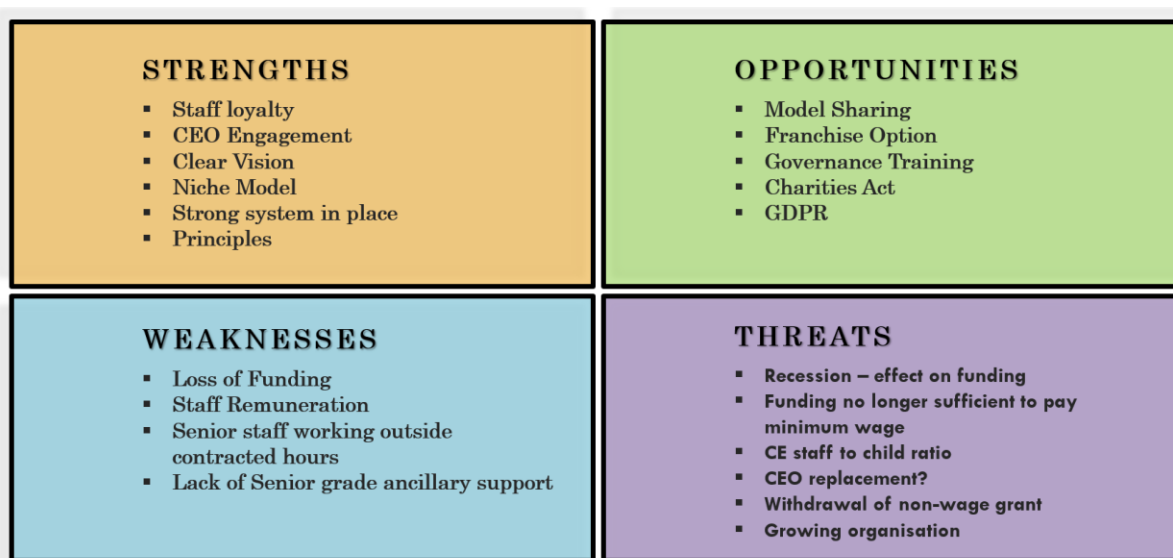 STRENGTHS
▪ Staff loyalty
▪ CEO Engagement
▪ Clear Vision
▪ Niche Model
▪ Strong system in place
▪ Principles
OPPORTUNITIES
▪ Model Sharing
▪ Franchise Option
▪ Governance Training
▪ Charities Act
▪ GDPR
WEAKNESSES
▪ Loss of Funding
▪ Staff Remuneration
▪ Senior staff working outside
contracted hours
▪ Lack of Senior grade ancillary support
THREATS
▪ Recession – effect on funding
▪ Funding no longer sufficient to pay
minimum wage
▪ CE staff to child ratio
▪ CEO replacement?
▪ Withdrawal of non-wage grant
▪ Growing organisation